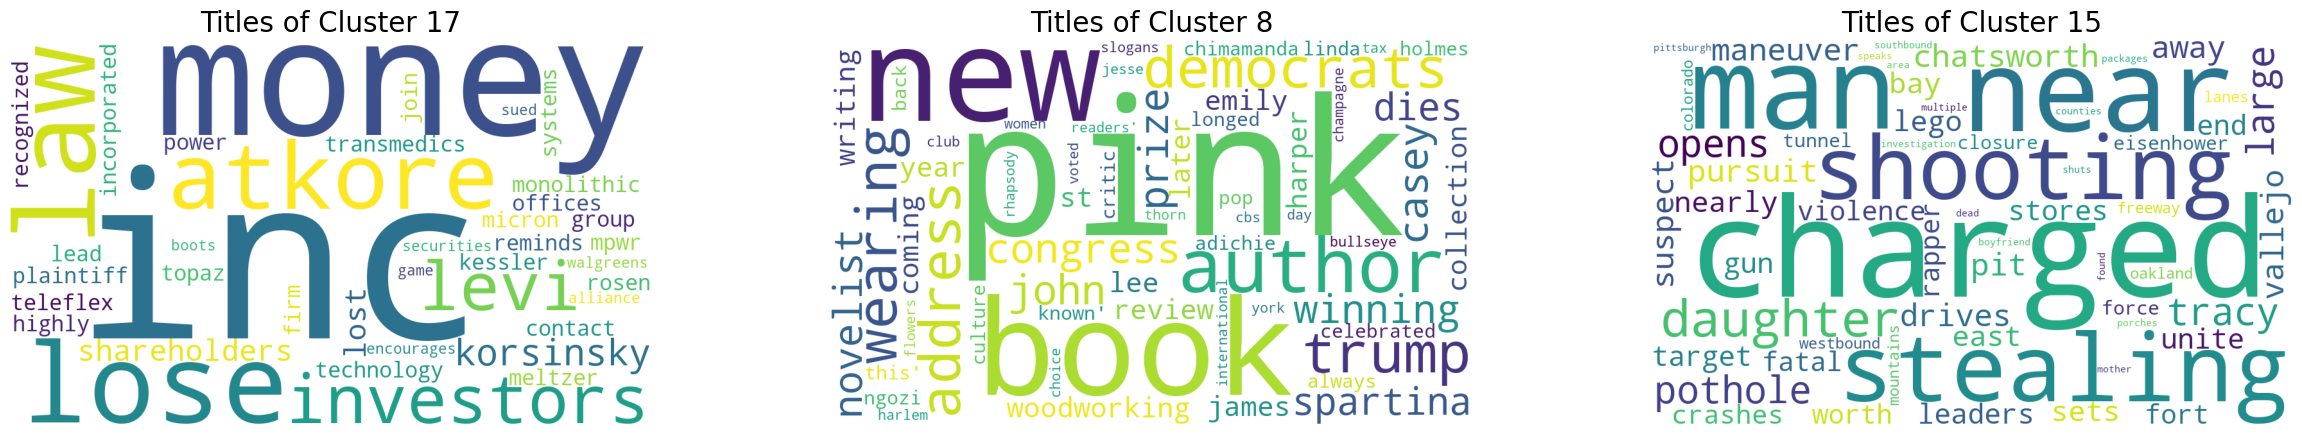 Titles of Cluster 17
recognized
law
incorporated
money
join
sued
systems
power
transmedics
atkore
monolithic
offices
micron
group
inc
lead
boots
securities
reminds
mpwr
plaintiff
topaz
game
kessler
walgreens
levi
rosen
teleflex
alliance
highly
firm
lost
contact
lose
shareholders
encourages
korsinsky
technology
meltzer
investors
Titles of Cluster 8
writing
back
new
slogans
jesse
chimamanda
linda
tax
holmes
democrats
champagne
emily
dies
longed
prize
women
readers'
club
voted
critic
later
harper
casey
collection
year
wearing
coming
pink
rhapsody
st
thorn
pop
cbs
day
adichie
bullseye
congress
author
novelist
address
john
lee
international
culture
known'
review
york
winning
flowers
celebrated
book
trump
this'
choice
always
ngozi
harlem
woodworking
james
spartina
Titles of Cluster 15
pittsburgh
maneuver
southbound
speaks
area
chatsworth
packages
away
large
colorado
man
bay
near
lanes
multiple
counties
lego
end
opens
tunnel
investigation
closure
eisenhower
pursuit
shooting
shuts
suspect
nearly
violence
dead
stores
freeway
vallejo
rapper
charged
boyfriend
gun
pit
found
oakland
daughter
drives
force
tracy
porches
mountains
westbound
east
unite
target
fatal
mother
pothole
stealing
crashes
worth
leaders
sets
fort